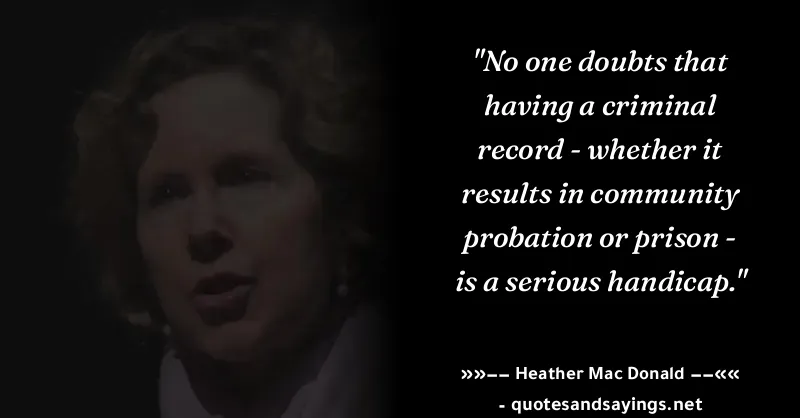 "No one doubts that
having a criminal
record - whether it
results in community
probation or prison -
is a serious handicap."
»»−− Heather Mac Donald −−««
- quotesandsayings.net